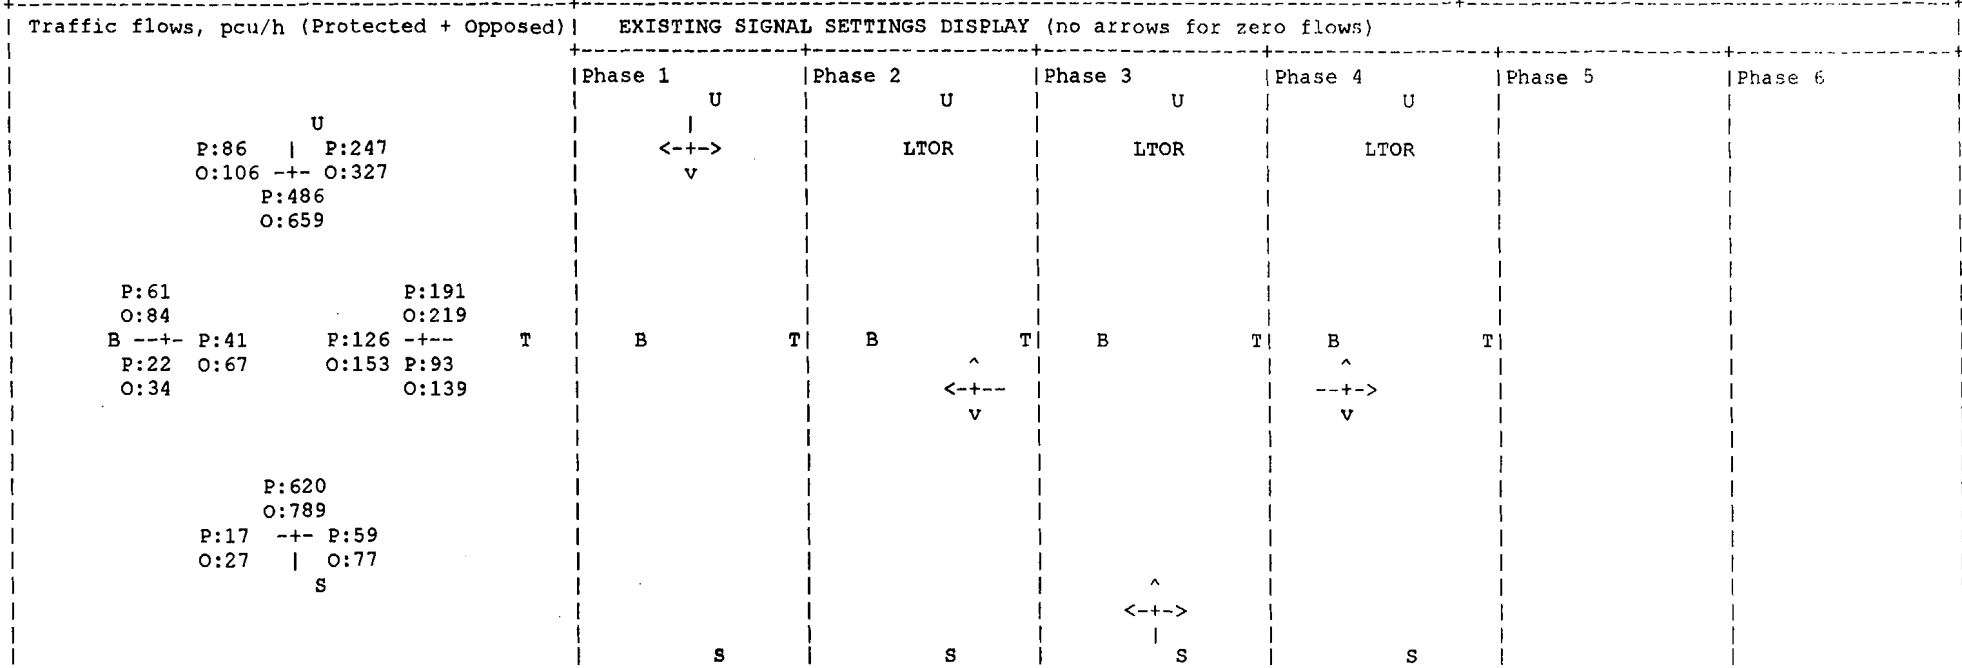 Traffic flows, pcu/h (Protected + Opposed)| EXISTING SIGNAL SETTINGS DISPLAY (no arrows for zero flows)
|Phase 1 |Phase 2 |Phase 3 |Phase 4 |Phase 5 |Phase 6
U U U U
U |
P:86 | P:247 <-+-> LTOR LTOR LTOR
O:106 -+- O:327 v
P:486
O:659
P:61 P:191
O:84 O:219
B --+- P:41 P:126 -+-- T B T| B T| B T| B T|
P:22 O:67 O:153 P:93 ^ ^
O:34 O:139 <-+-- --+->
v v
P:620
O:789
P:17 -+- P:59
O:27 | O:77
S ^
<-+->
|
S S S S